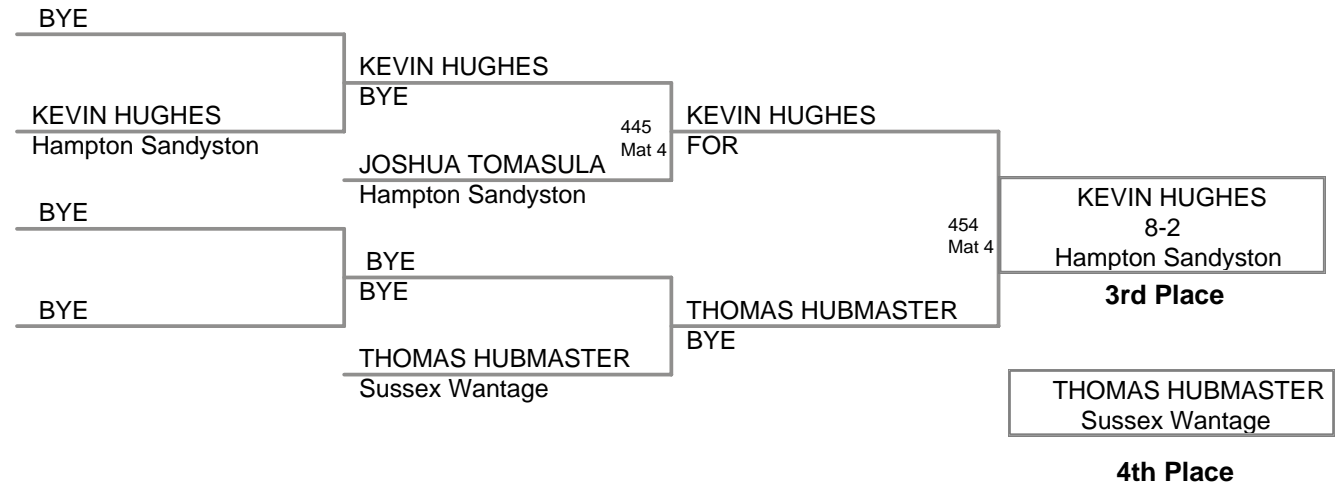 BYE
KEVIN HUGHES
BYE
KEVIN HUGHES
Hampton Sandyston
445
Mat 4
KEVIN HUGHES
FOR
JOSHUA TOMASULA
Hampton Sandyston
BYE
KEVIN HUGHES
8-2
Hampton Sandyston
454
Mat 4
BYE
BYE
3rd Place
BYE
THOMAS HUBMASTER
BYE
THOMAS HUBMASTER
Sussex Wantage
THOMAS HUBMASTER
Sussex Wantage
4th Place